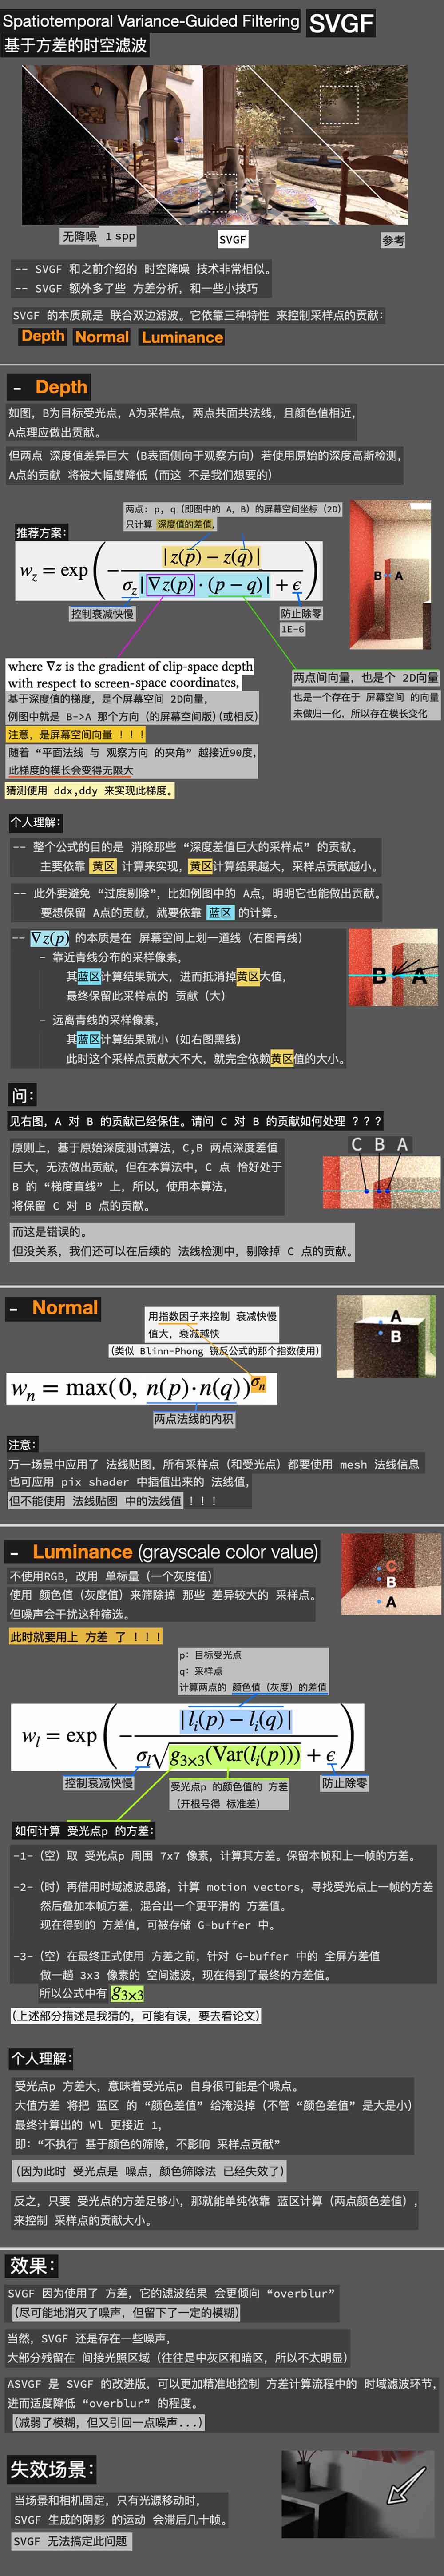 Spatiotemporal Variance-Guided Filtering SVGF
基于方差的时空滤波
无降噪 1 spp
SVGF
参考
-- SVGF 和之前介绍的 时空降噪 技术非常相似。
-- SVGF 额外多了些 方差分析，和一些小技巧
SVGF 的本质就是 联合双边滤波。它依靠三种特性 来控制采样点的贡献：
Depth Normal Luminance
- Depth
如图，B为目标受光点，A为采样点，两点共面共法线，且颜色值相近，
A点理应做出贡献。
但两点 深度值差异巨大（B表面侧向于观察方向）若使用原始的深度高斯检测，
A点的贡献 将被大幅度降低（而这 不是我们想要的）
两点：p, q（即图中的 A, B）的屏幕空间坐标（2D）
只计算 深度值的差值，
推荐方案：
w_z = exp(-|z(p) − z(q)| / (σ_z|∇z(p) · (p − q)| + ϵ))
B A
控制衰减快慢
防止除零
1E-6
where ∇z is the gradient of clip-space depth
with respect to screen-space coordinates,
基于深度值的梯度，是个屏幕空间 2D向量，
例图中就是 B->A 那个方向（的屏幕空间版）（或相反）
注意，是屏幕空间向量 ！！！
随着 “平面法线 与 观察方向 的夹角” 越接近90度，
此梯度的模长会变得无限大
猜测使用 ddx,ddy 来实现此梯度。
两点间向量，也是个 2D向量
也是一个存在于 屏幕空间 的向量
未做归一化，所以存在模长变化
个人理解：
-- 整个公式的目的是 消除那些 “深度差值巨大的采样点” 的贡献。
主要依靠 黄区 计算来实现，黄区计算结果越大，采样点贡献越小。
-- 此外要避免 “过度剔除”，比如例图中的 A点，明明它也能做出贡献。
要想保留 A点的贡献，就要依靠 蓝区 的计算。
-- ∇z(p) 的本质是在 屏幕空间上划一道线（右图青线）
- 靠近青线分布的采样像素，
其蓝区计算结果就大，进而抵消掉黄区大值，
最终保留此采样点的 贡献（大）
- 远离青线的采样像素，
其蓝区计算结果就小（如右图黑线）
此时这个采样点贡献大不大，就完全依赖黄区值的大小。
B A
问：
见右图，A 对 B 的贡献已经保住。请问 C 对 B 的贡献如何处理 ？？？
原则上，基于原始深度测试算法，C,B 两点深度差值
巨大，无法做出贡献，但在本算法中，C 点 恰好处于
B 的 “梯度直线” 上，所以，使用本算法，
将保留 C 对 B 点的贡献。
C B A
而这是错误的。
但没关系，我们还可以在后续的 法线检测中，剔除掉 C 点的贡献。
- Normal
用指数因子来控制 衰减快慢
值大，衰减越快
（类似 Blinn-Phong 镜反公式的那个指数使用）
A
B
w_n = max(0, n(p)·n(q))^σ_n
两点法线的内积
注意：
万一场景中应用了 法线贴图，所有采样点（和受光点）都要使用 mesh 法线信息
也可应用 pix shader 中插值出来的 法线值，
但不能使用 法线贴图 中的法线值 ！！！
- Luminance (grayscale color value)
不使用RGB，改用 单标量（一个灰度值）
使用 颜色值（灰度值）来筛除掉 那些 差异较大的 采样点。
但噪声会干扰这种筛选。
此时就要用上 方差 了 ！！！
C
B
A
p: 目标受光点
q: 采样点
计算两点的 颜色值（灰度）的差值
w_l = exp(-|l_i(p) − l_i(q)| / (σ_l√(g_3×3(Var(l_i(p)))) + ϵ))
控制衰减快慢
受光点p 的颜色值的 方差
（开根号得 标准差）
防止除零
如何计算 受光点p 的方差：
-1-（空）取 受光点p 周围 7x7 像素，计算其方差。保留本帧和上一帧的方差。
-2-（时）再借用时域滤波思路，计算 motion vectors，寻找受光点上一帧的方差
然后叠加本帧方差，混合出一个更平滑的 方差值。
现在得到的 方差值，可被存储 G-buffer 中。
-3-（空）在最终正式使用 方差之前，针对 G-buffer 中的 全屏方差值
做一趟 3x3 像素的 空间滤波，现在得到了最终的方差值。
所以公式中有 g_3×3
（上述部分描述是我猜的，可能有误，要去看论文）
个人理解：
受光点p 方差大，意味着受光点p 自身很可能是个噪点。
大值方差 将把 蓝区 的 “颜色差值” 给淹没掉（不管 “颜色差值” 是大是小）
最终计算出的 Wl 更接近 1，
即：“不执行 基于颜色的筛除，不影响 采样点贡献”
（因为此时 受光点是 噪点，颜色筛除法 已经失效了）
反之，只要 受光点的方差足够小，那就能单纯依靠 蓝区计算（两点颜色差值），
来控制 采样点的贡献大小。
效果：
SVGF 因为使用了 方差，它的滤波结果 会更倾向 “overblur”
（尽可能地消灭了噪声，但留下了一定的模糊）
当然，SVGF 还是存在一些噪声，
大部分残留在 间接光照区域（往往是中灰区和暗区，所以不太明显）
ASVGF 是 SVGF 的改进版，可以更加精准地控制 方差计算流程中的 时域滤波环节，
进而适度降低 “overblur” 的程度。
（减弱了模糊，但又引回一点噪声...）
失效场景：
当场景和相机固定，只有光源移动时，
SVGF 生成的阴影 的运动 会滞后几十帧。
SVGF 无法搞定此问题